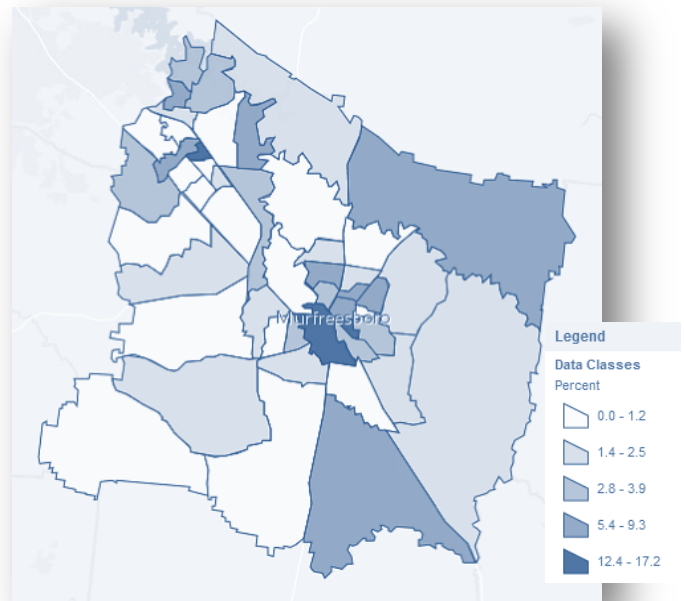 Murfreesboro
Legend
Data Classes
Percent
0.0 - 1.2
1.4 - 2.5
2.8 - 3.9
5.4 - 9.3
12.4 - 17.2